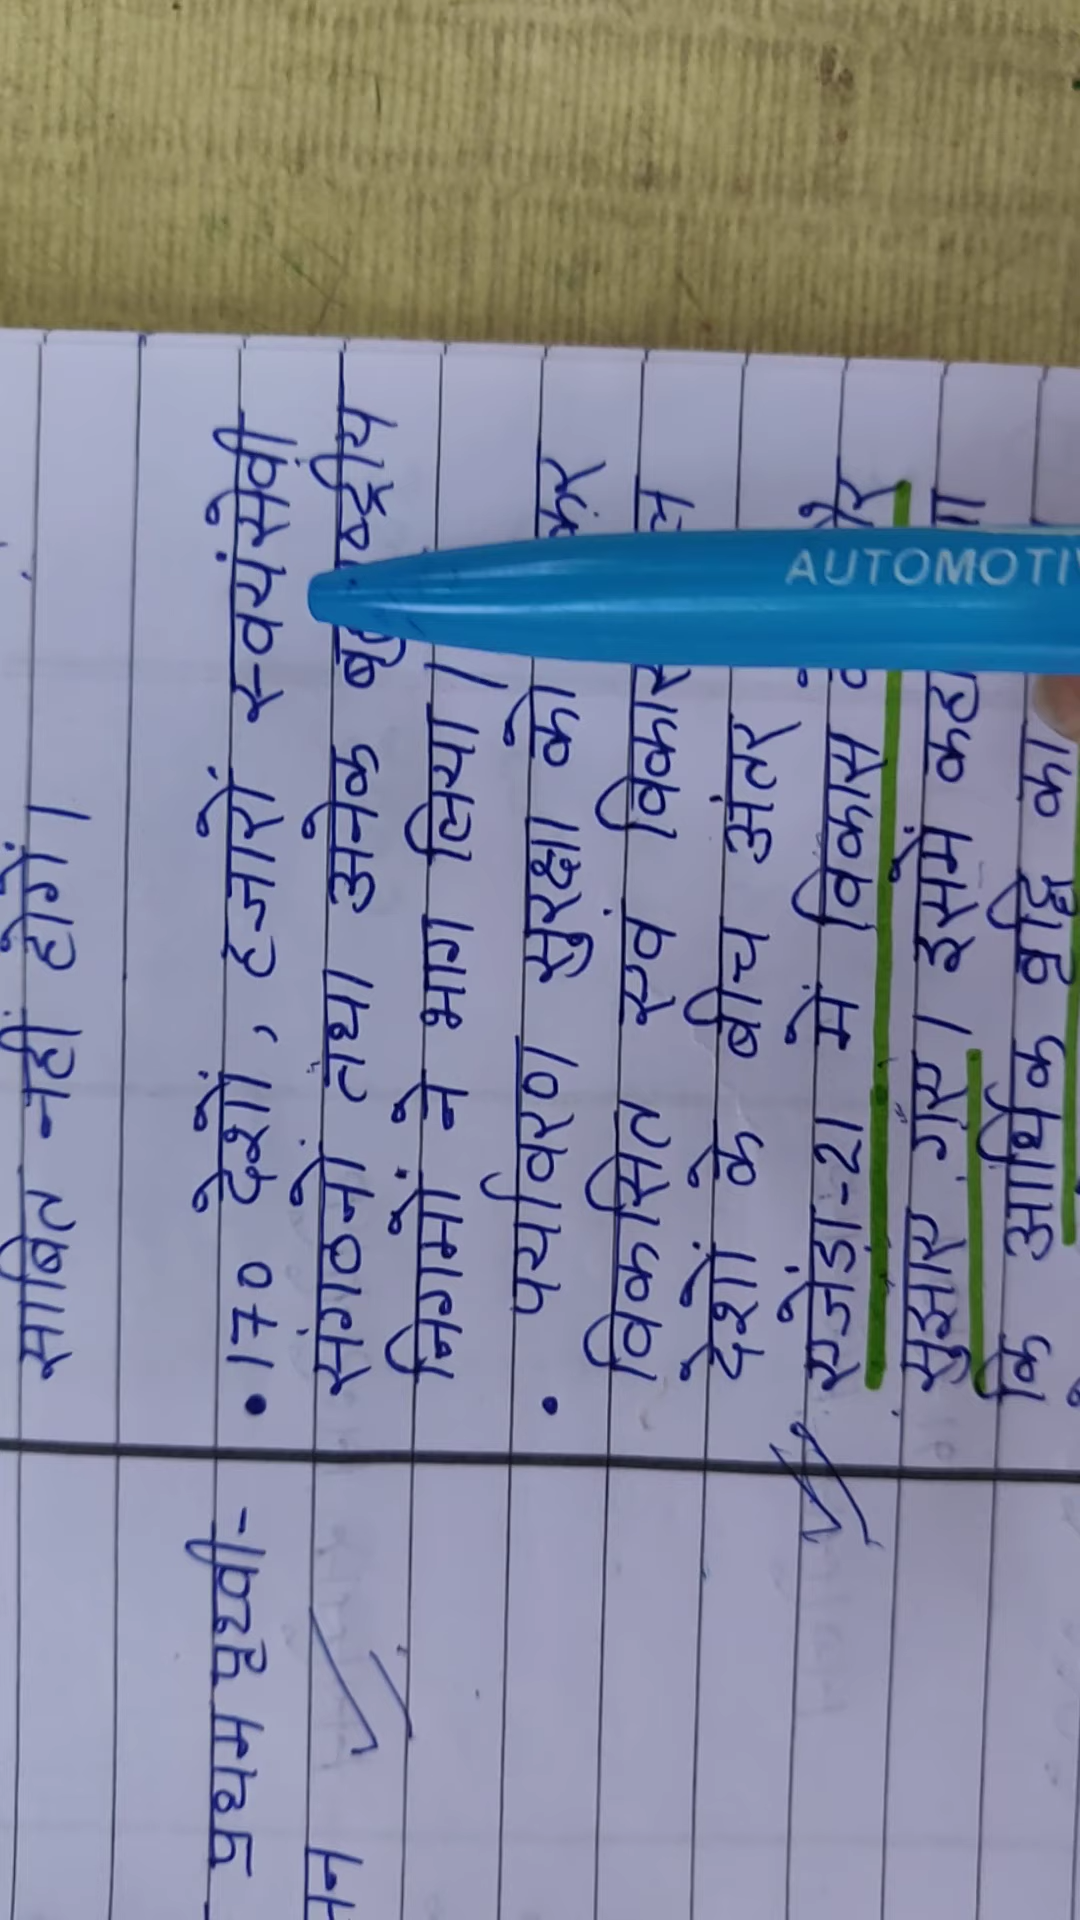 साबित नहीं होगें।
प्रथम पृथ्वी-
• 170 देशों, हजारों स्वयंसेवी
संगठनों तथा अनेक
निगमों ने भाग लिया।
• पर्यावरण सुरक्षा को
विकसित एवं
देशों के बीच अंतर
एजेंडा-21 में विकास
सुझाए गए। इसमें
कि आर्थिक वृद्धि का
AUTOMOTI